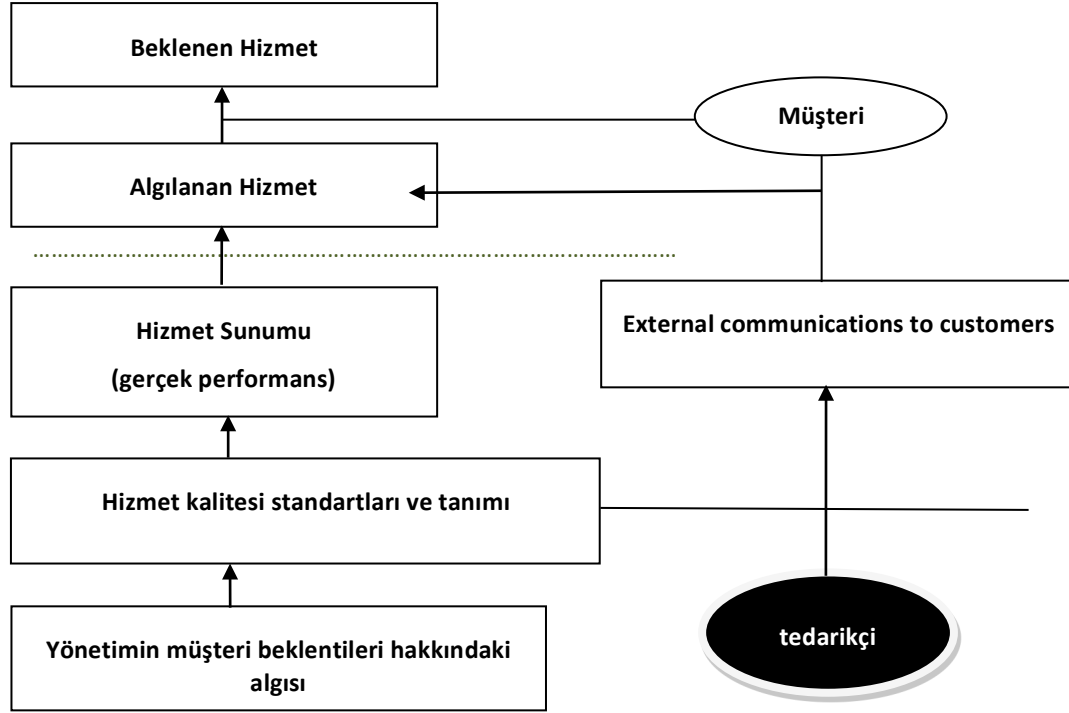 Beklenen Hizmet
Müşteri
Algılanan Hizmet
Hizmet Sunumu
(gerçek performans)
External communications to customers
Hizmet kalitesi standartları ve tanımı
Yönetimin müşteri beklentileri hakkındaki
algısı
tedarikçi